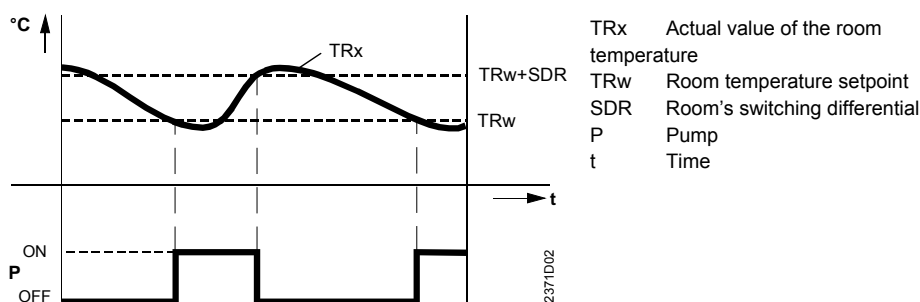 °C
TRx
TRw+SDR
TRw
t
ON
P
OFF
2371D02
TRx Actual value of the room
temperature
TRw Room temperature setpoint
SDR Room's switching differential
P Pump
t Time